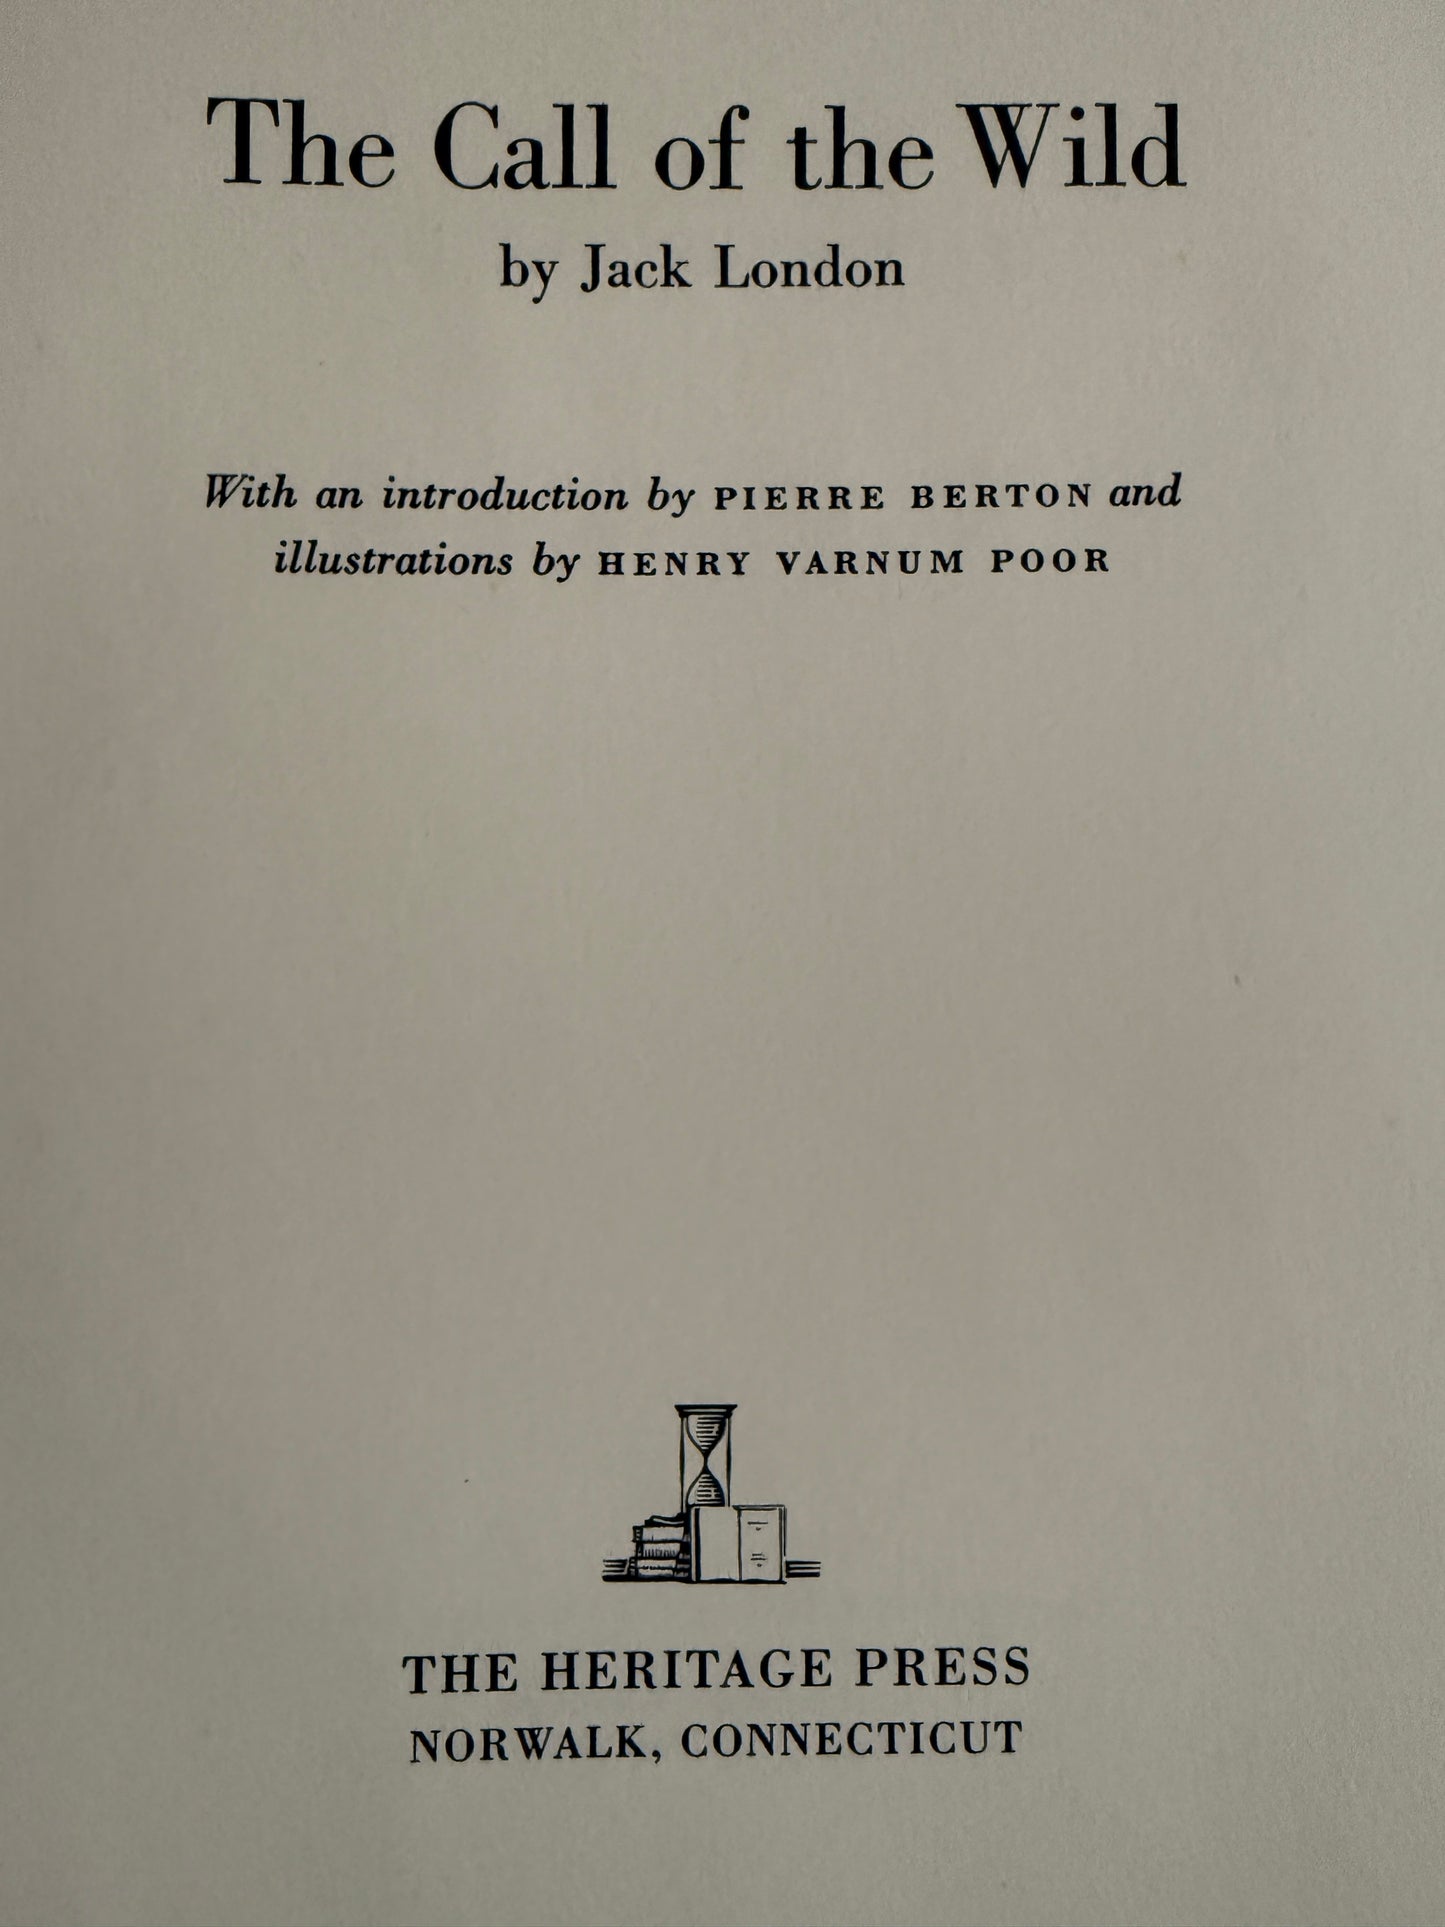 The Call of the Wild
by Jack London
With an introduction by PIERRE BERTON and
illustrations by HENRY VARNUM POOR
THE HERITAGE PRESS
NORWALK, CONNECTICUT